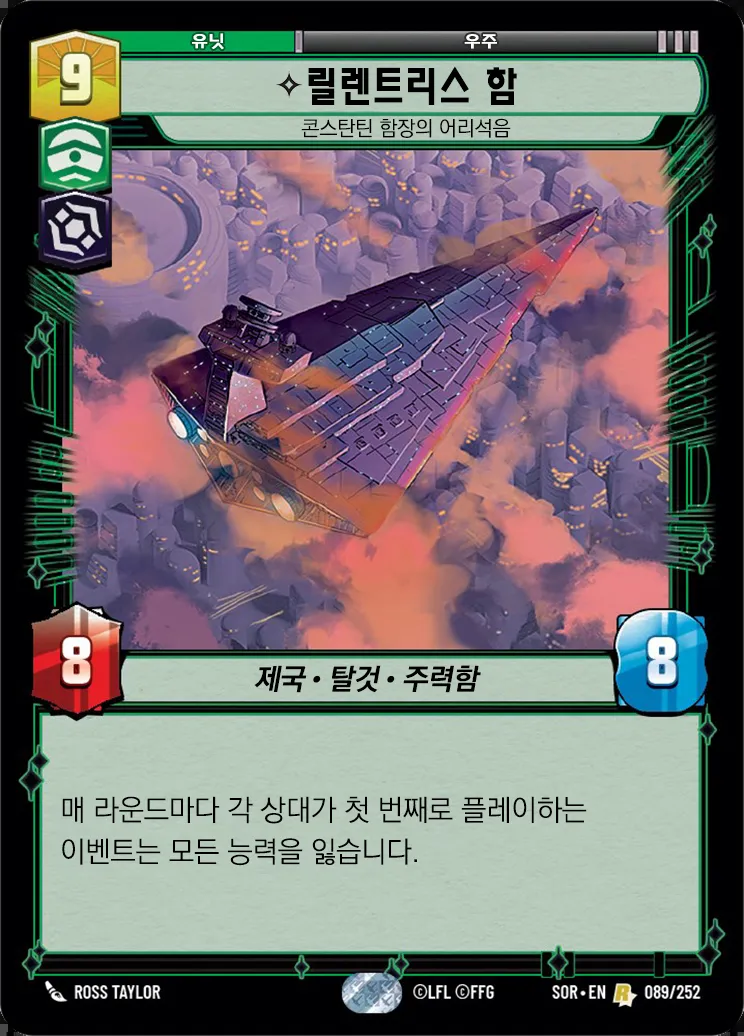 유닛
우주
9
✧릴렌트리스 함
콘스탄틴 함장의 어리석음
8
제국 • 탈것 • 주력함
8
매 라운드마다 각 상대가 첫 번째로 플레이하는
이벤트는 모든 능력을 잃습니다.
ROSS TAYLOR
©LFL ©FFG
SOR • EN R 089/252